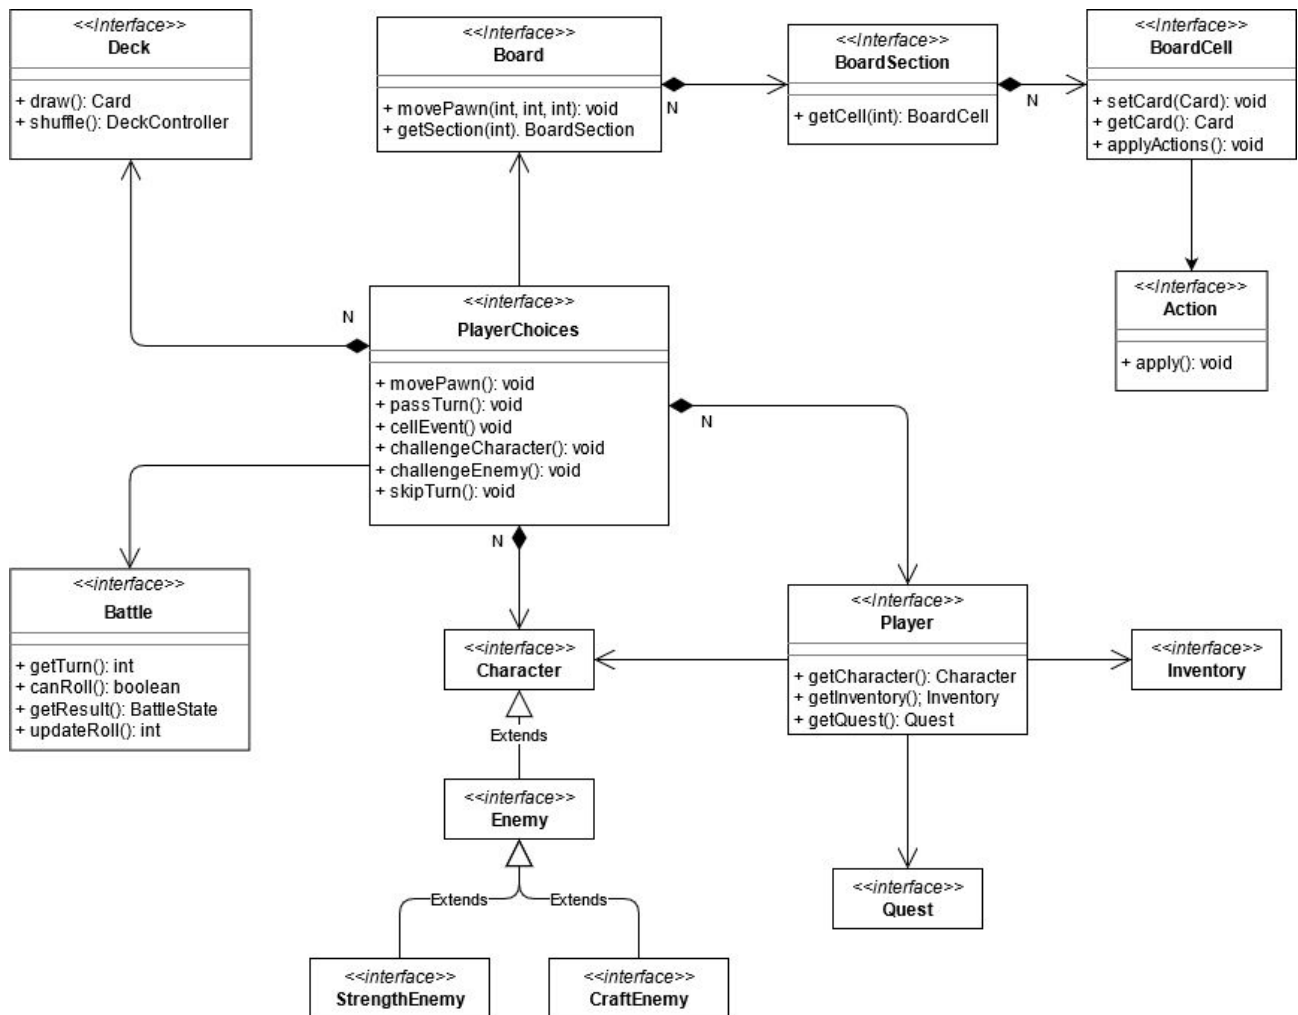 <<Interface>>
Deck
+ draw(): Card
+ shuffle(): DeckController
<<Interface>>
Board
+ movePawn(int, int, int): void
+ getSection(int). BoardSection
N
<<Interface>>
BoardSection
+ getCell(int): BoardCell
N
<<Interface>>
BoardCell
+ setCard(Card): void
+ getCard(): Card
+ applyActions(): void
<<Interface>>
Action
+ apply(): void
N
<<interface>>
PlayerChoices
+ movePawn(): void
+ passTurn(): void
+ cellEvent() void
+ challengeCharacter(): void
+ challengeEnemy(): void
+ skipTurn(): void
N
N
<<interface>>
Battle
+ getTurn(): int
+ canRoll(): boolean
+ getResult(): BattleState
+ updateRoll(): int
<<interface>>
Character
<<Interface>>
Player
+ getCharacter(): Character
+ getInventory(); Inventory
+ getQuest(): Quest
<<interface>>
Inventory
Extends
<<interface>>
Enemy
<<interface>>
Quest
Extends
Extends
<<interface>>
StrengthEnemy
<<interface>>
CraftEnemy